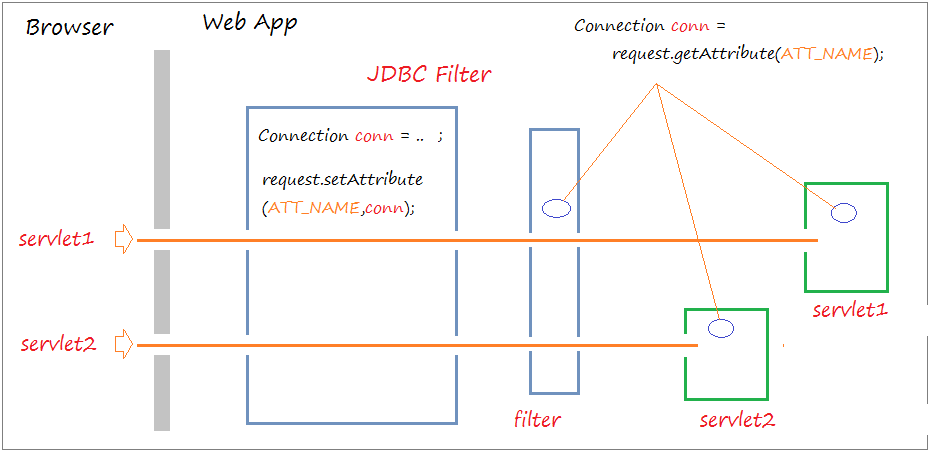 Browser
Web App
Connection conn =
request.getAttribute(ATT_NAME);
JDBC Filter
Connection conn = .. ;
request.setAttribute
(ATT_NAME,conn);
servlet1
servlet1
servlet2
filter
servlet2